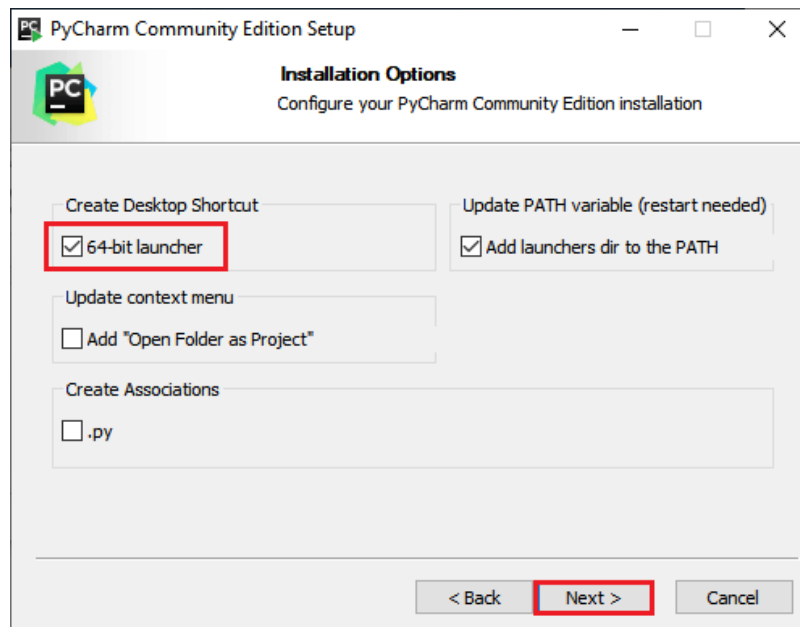 PC PyCharm Community Edition Setup
PC
Installation Options
Configure your PyCharm Community Edition installation
Create Desktop Shortcut
64-bit launcher
Update PATH variable (restart needed)
Add launchers dir to the PATH
Update context menu
Add "Open Folder as Project"
Create Associations
.py
< Back
Next >
Cancel